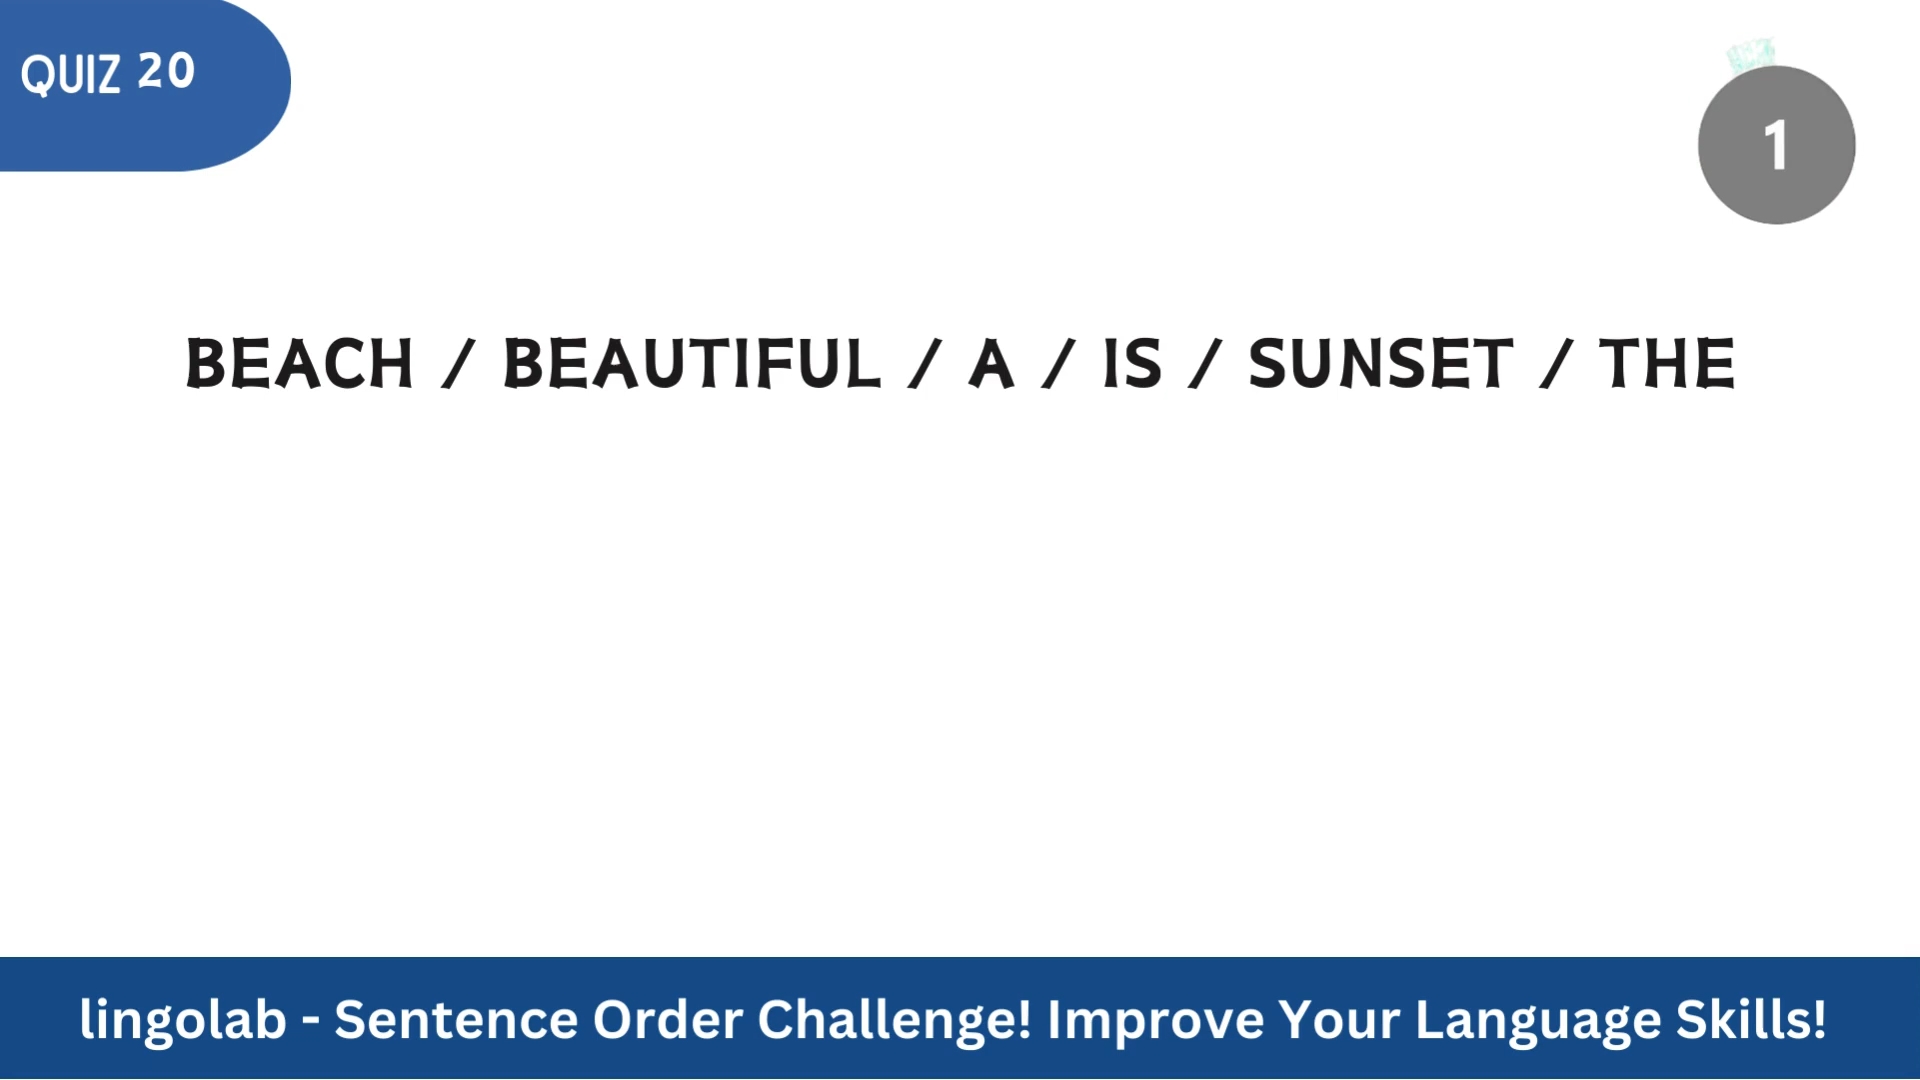 QUIZ 20
1
BEACH / BEAUTIFUL / A / IS / SUNSET / THE
lingolab - Sentence Order Challenge! Improve Your Language Skills!